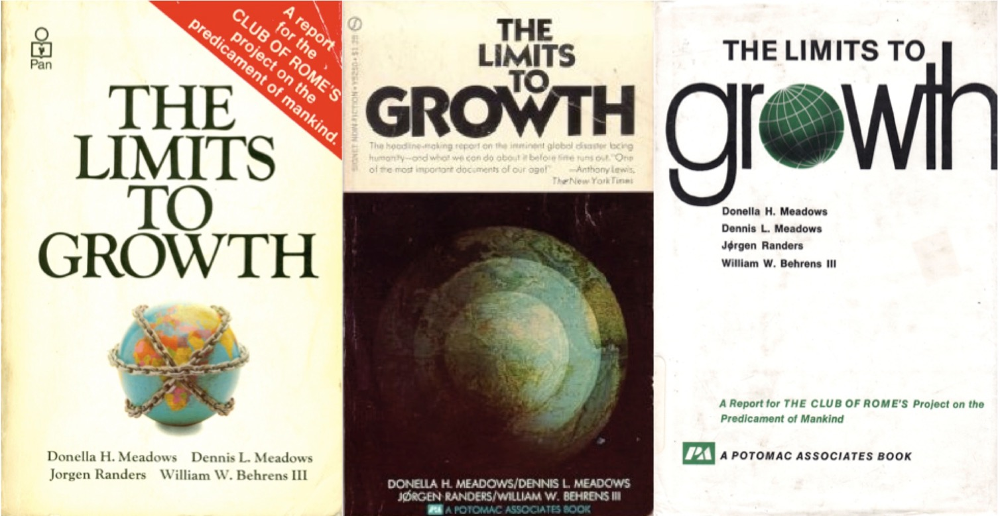 Pan
A report
for the
CLUB OF ROME'S
project on the
predicament of mankind.
THE
LIMITS
TO
GROWTH
Donella H. Meadows Dennis L. Meadows
Jorgen Randers William W. Behrens III
SIGNET NON-FICTION • Y5250 • $1.25
THE
LIMITS
TO
GROWTH
The headline-making report on the imminent global disaster facing
humanity—and what we can do about it before time runs out. "One
of the most important documents of our age!" —Anthony Lewis,
The New York Times
DONELLA H. MEADOWS/DENNIS L. MEADOWS
JØRGEN RANDERS/WILLIAM W. BEHRENS III
PA A POTOMAC ASSOCIATES BOOK
THE LIMITS TO
growth
Donella H. Meadows
Dennis L. Meadows
Jørgen Randers
William W. Behrens III
A Report for THE CLUB OF ROME'S Project on the
Predicament of Mankind
PA A POTOMAC ASSOCIATES BOOK